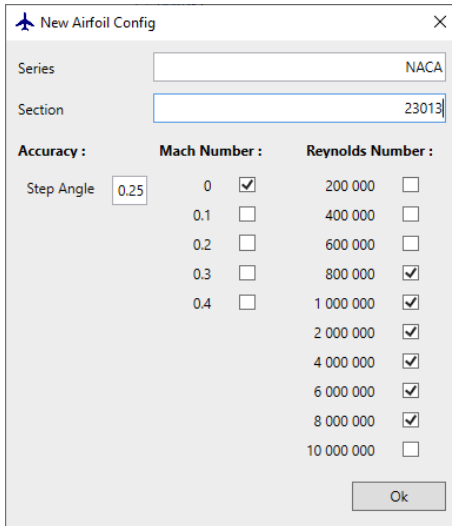 New Airfoil Config
Series NACA
Section 23013
Accuracy : Mach Number : Reynolds Number :
Step Angle 0.25 0 200 000
0.1 400 000
0.2 600 000
0.3 800 000
0.4 1 000 000
2 000 000
4 000 000
6 000 000
8 000 000
10 000 000
Ok